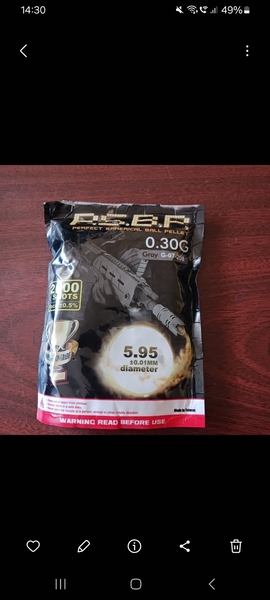 14:30
49%
P.S.B.P.
PERFECT SPHERICAL BALL PELLET
0.30G
Gray
SHOTS
5.95
±0.01MM
diameter
Made in Taiwan
WARNING READ BEFORE USE